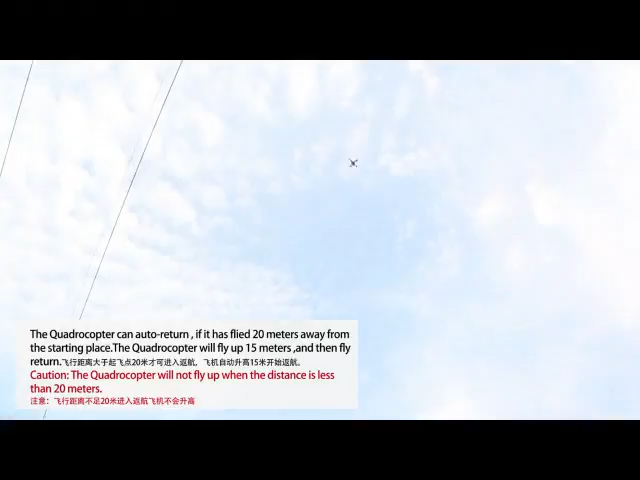 The Quadrocopter can auto-return , if it has flied 20 meters away from
the starting place.The Quadrocopter will fly up 15 meters ,and then fly
return.飞行距离大于起飞点20米才可进入返航，飞机自动升高15米开始返航。
Caution: The Quadrocopter will not fly up when the distance is less
than 20 meters.
注意：飞行距离不足20米进入返航飞机不会升高